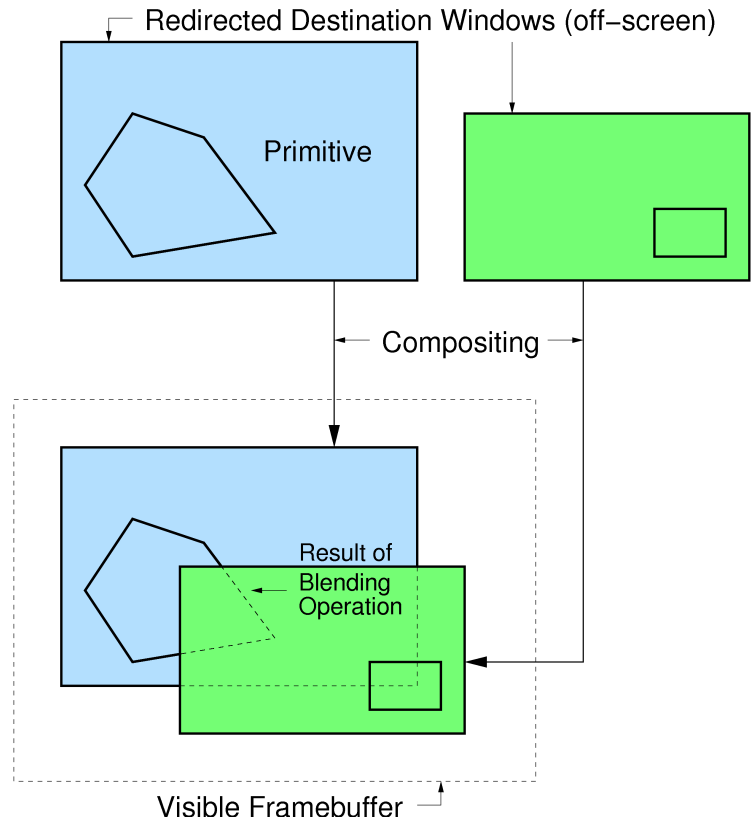 Redirected Destination Windows (off−screen)
Primitive
Compositing
Result of
Blending
Operation
Visible Framebuffer